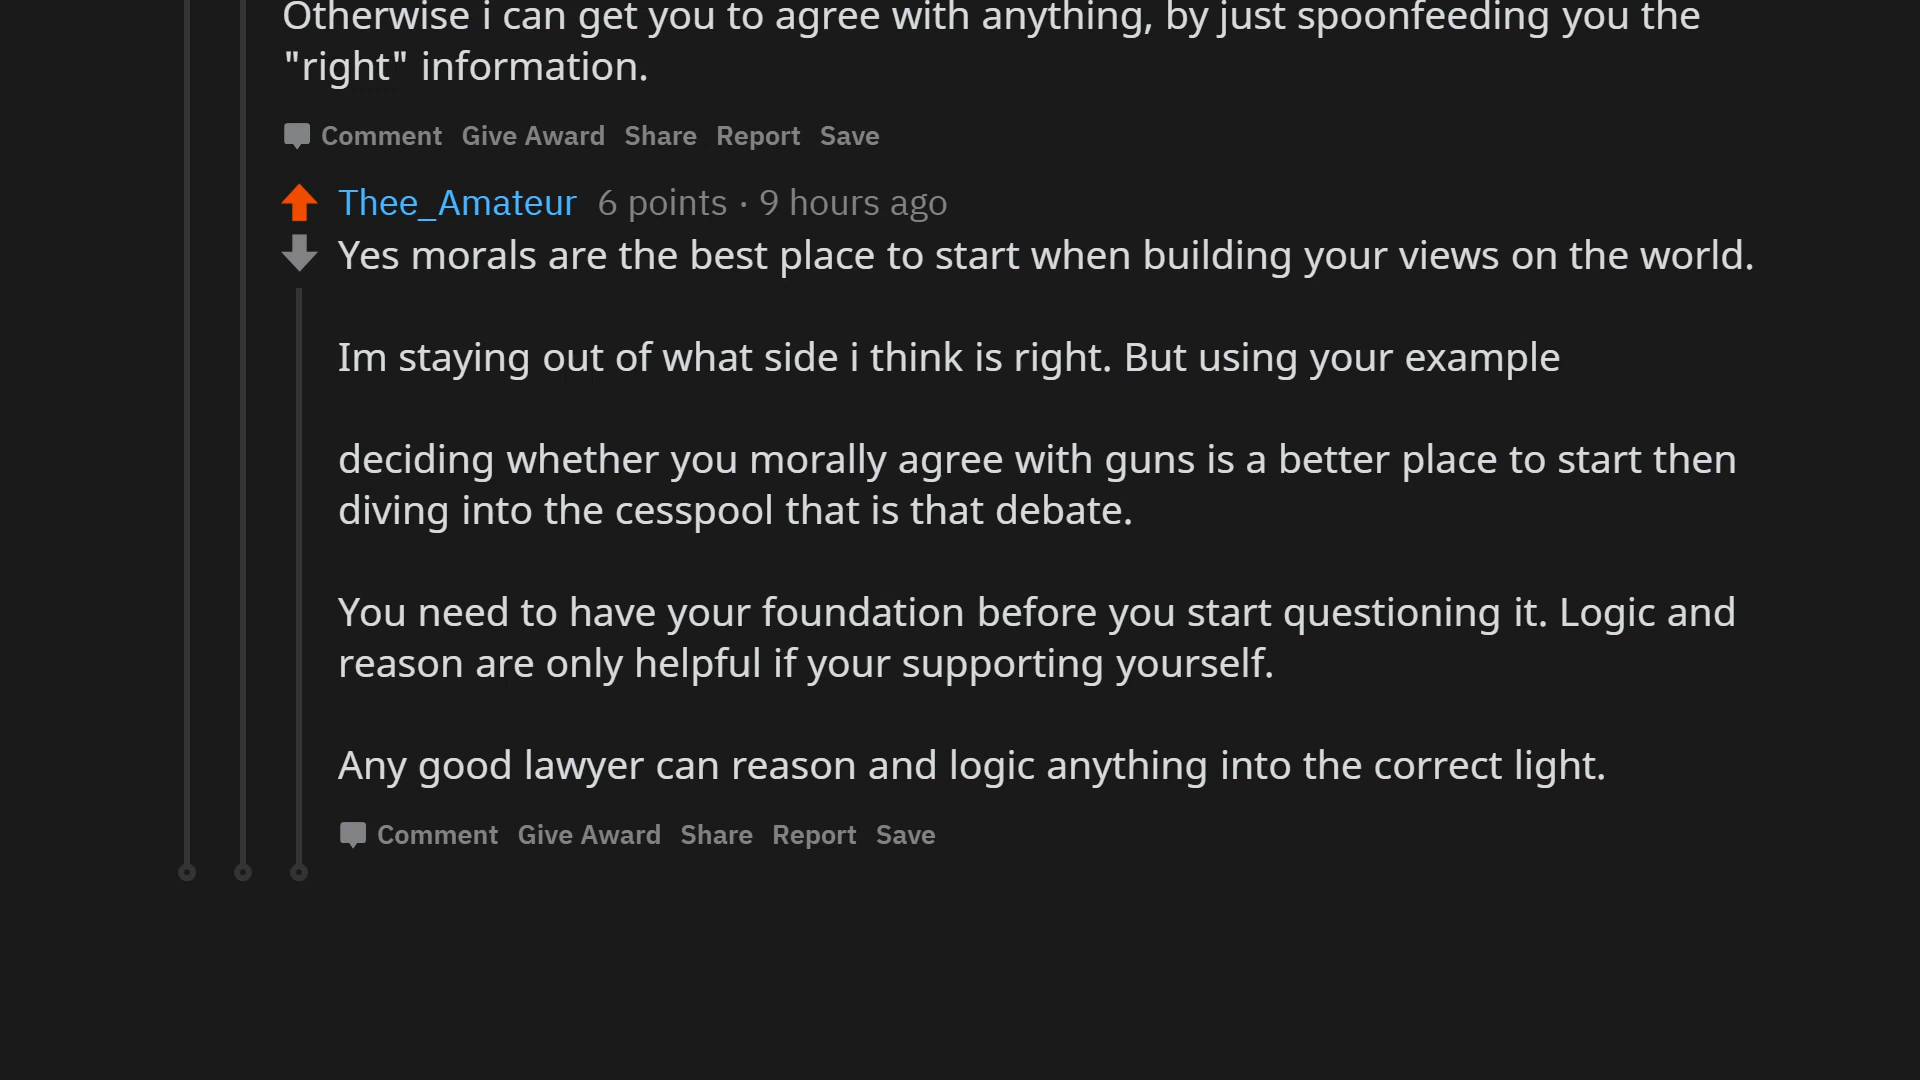 Otherwise i can get you to agree with anything, by just spoonfeeding you the
"right" information.
Comment Give Award Share Report Save
Thee_Amateur 6 points · 9 hours ago
Yes morals are the best place to start when building your views on the world.
Im staying out of what side i think is right. But using your example
deciding whether you morally agree with guns is a better place to start then
diving into the cesspool that is that debate.
You need to have your foundation before you start questioning it. Logic and
reason are only helpful if your supporting yourself.
Any good lawyer can reason and logic anything into the correct light.
Comment Give Award Share Report Save